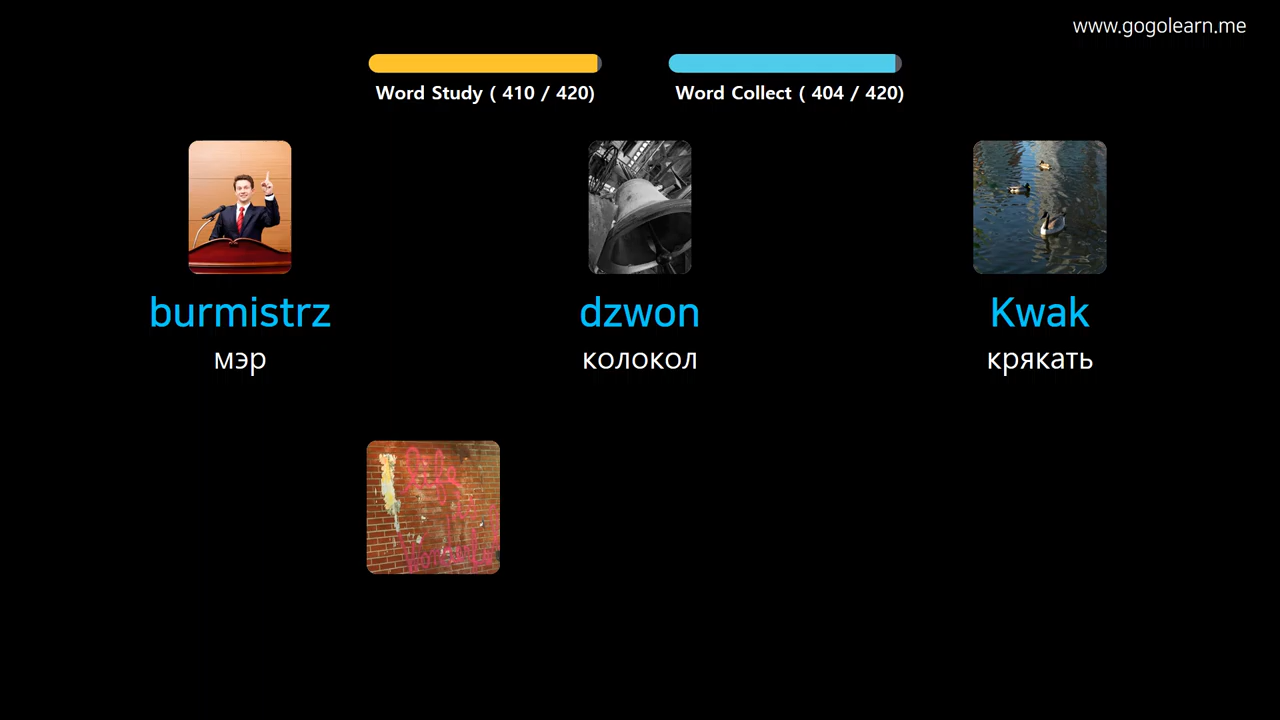 www.gogolearn.me
Word Study ( 410 / 420)
Word Collect ( 404 / 420)
burmistrz
dzwon
Kwak
мэр
колокол
крякать